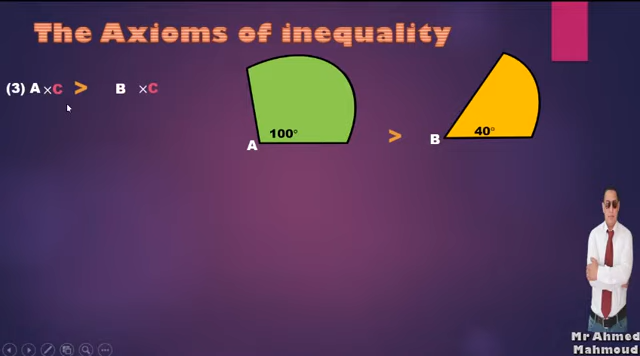 The Axioms of inequality
(3) A ×C > B ×C
A 100° > B 40°
Mr Ahmed
Mahmoud